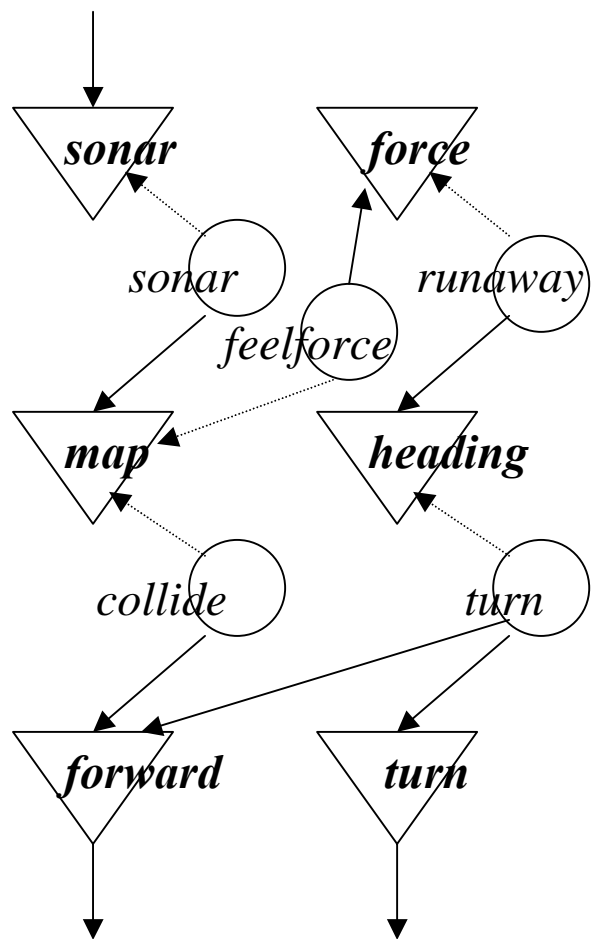 sonar
force
sonar
runaway
feelforce
map
heading
collide
turn
forward
turn